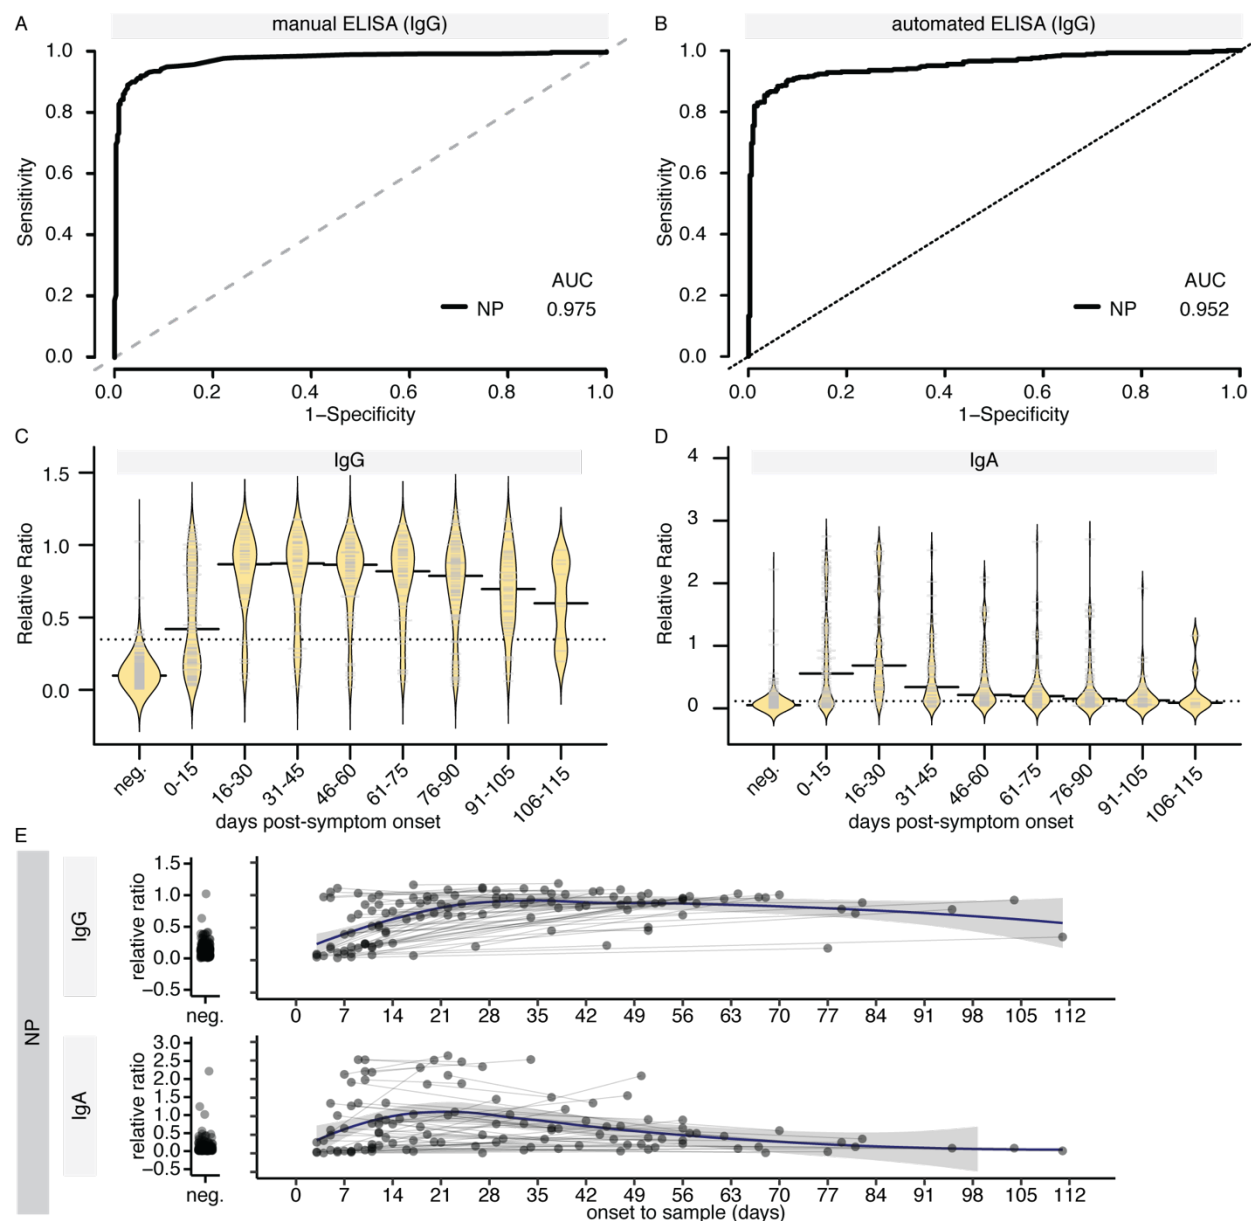 A
manual ELISA (IgG)
1.0
0.8
0.6
0.4
0.2
0.0
Sensitivity
AUC
NP 0.975
0.0 0.2 0.4 0.6 0.8 1.0
1−Specificity
B
automated ELISA (IgG)
1.0
0.8
0.6
0.4
0.2
0.0
Sensitivity
AUC
NP 0.952
0.0 0.2 0.4 0.6 0.8 1.0
1−Specificity
C
IgG
1.5
1.0
0.5
0.0
Relative Ratio
neg. 0-15 16-30 31-45 46-60 61-75 76-90 91-105 106-115
days post-symptom onset
D
IgA
4
3
2
1
0
Relative Ratio
neg. 0-15 16-30 31-45 46-60 61-75 76-90 91-105 106-115
days post-symptom onset
E
NP
IgG
relative ratio
1.5
1.0
0.5
0.0
−0.5
neg.
0 7 14 21 28 35 42 49 56 63 70 77 84 91 98 105 112
IgA
relative ratio
3.0
2.5
2.0
1.5
1.0
0.5
0.0
−0.5
neg.
0 7 14 21 28 35 42 49 56 63 70 77 84 91 98 105 112
onset to sample (days)